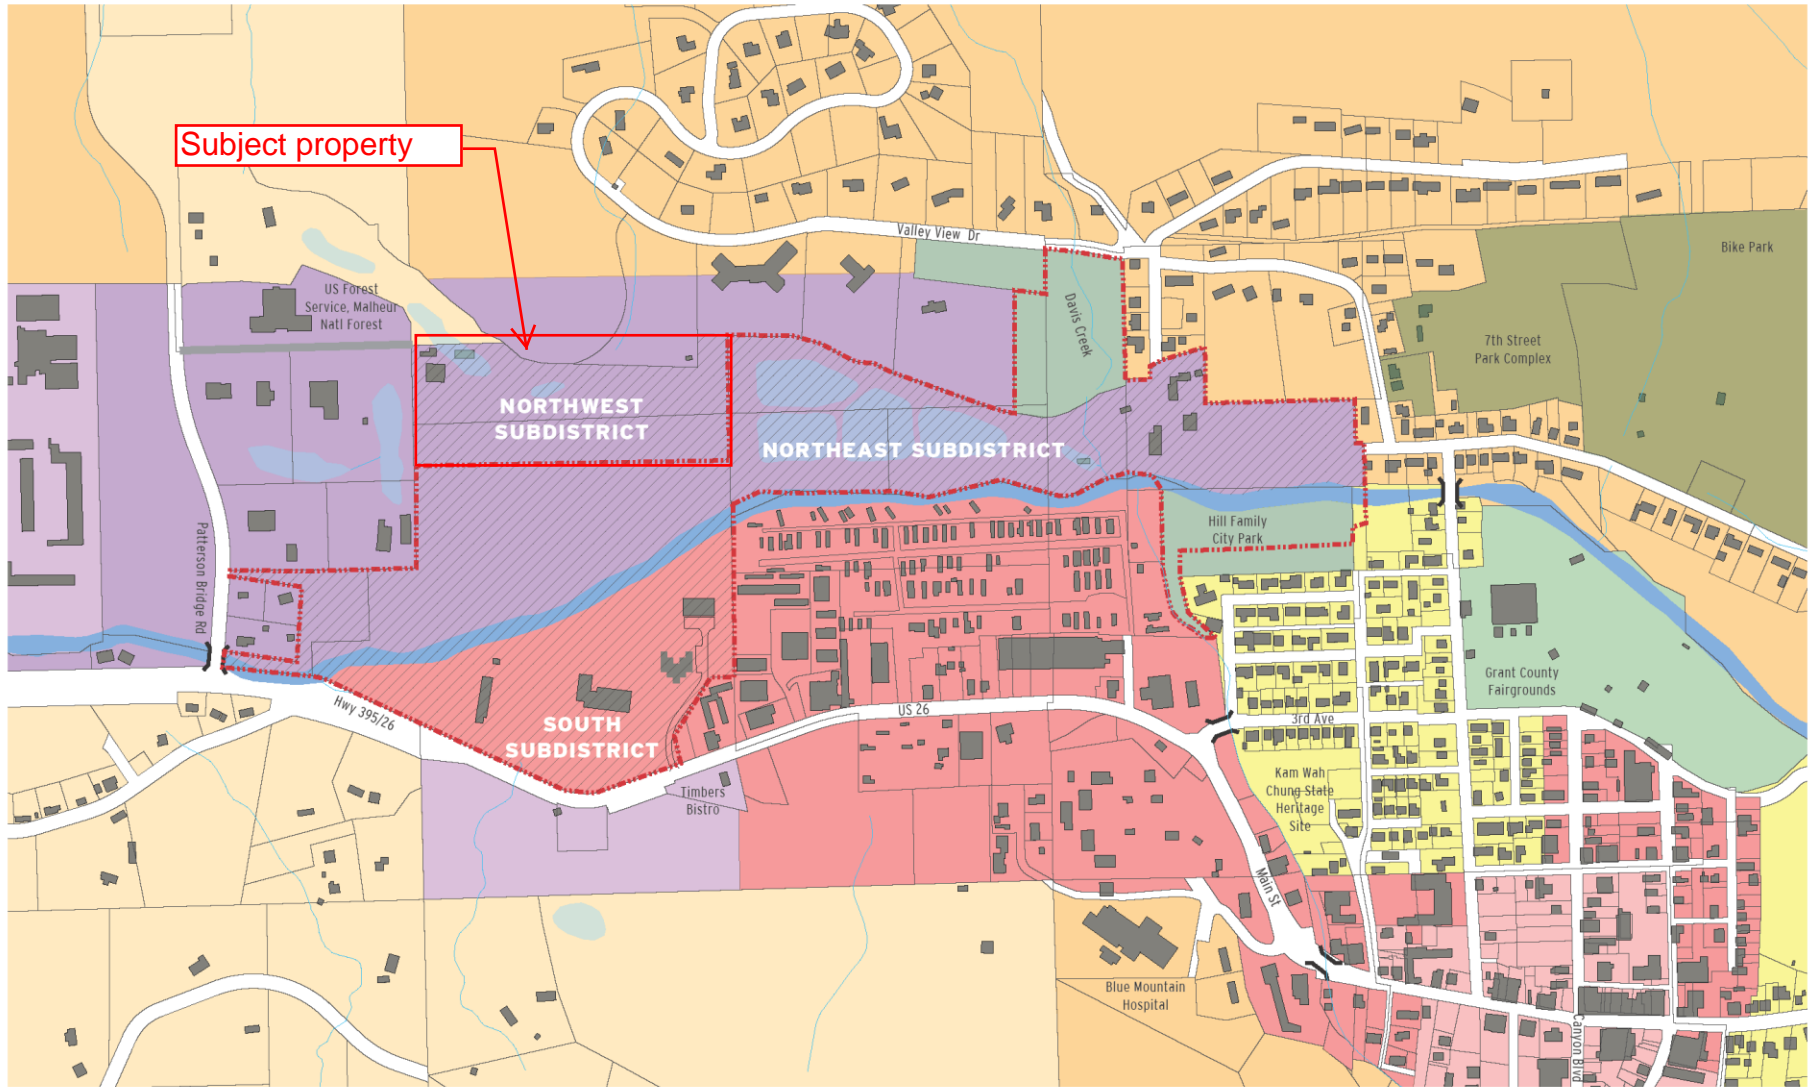 Subject property
Valley View Dr
Bike Park
US Forest
Service, Malheur
Natl Forest
Davis Creek
7th Street
Park Complex
NORTHWEST
SUBDISTRICT
NORTHEAST SUBDISTRICT
Patterson Bridge Rd
Hill Family
City Park
Grant County
Fairgrounds
Hwy 395/26
US 26
3rd Ave
SOUTH
SUBDISTRICT
Timbers
Bistro
Kam Wah
Chung State
Heritage
Site
Main St
Blue Mountain
Hospital
Canyon Blvd